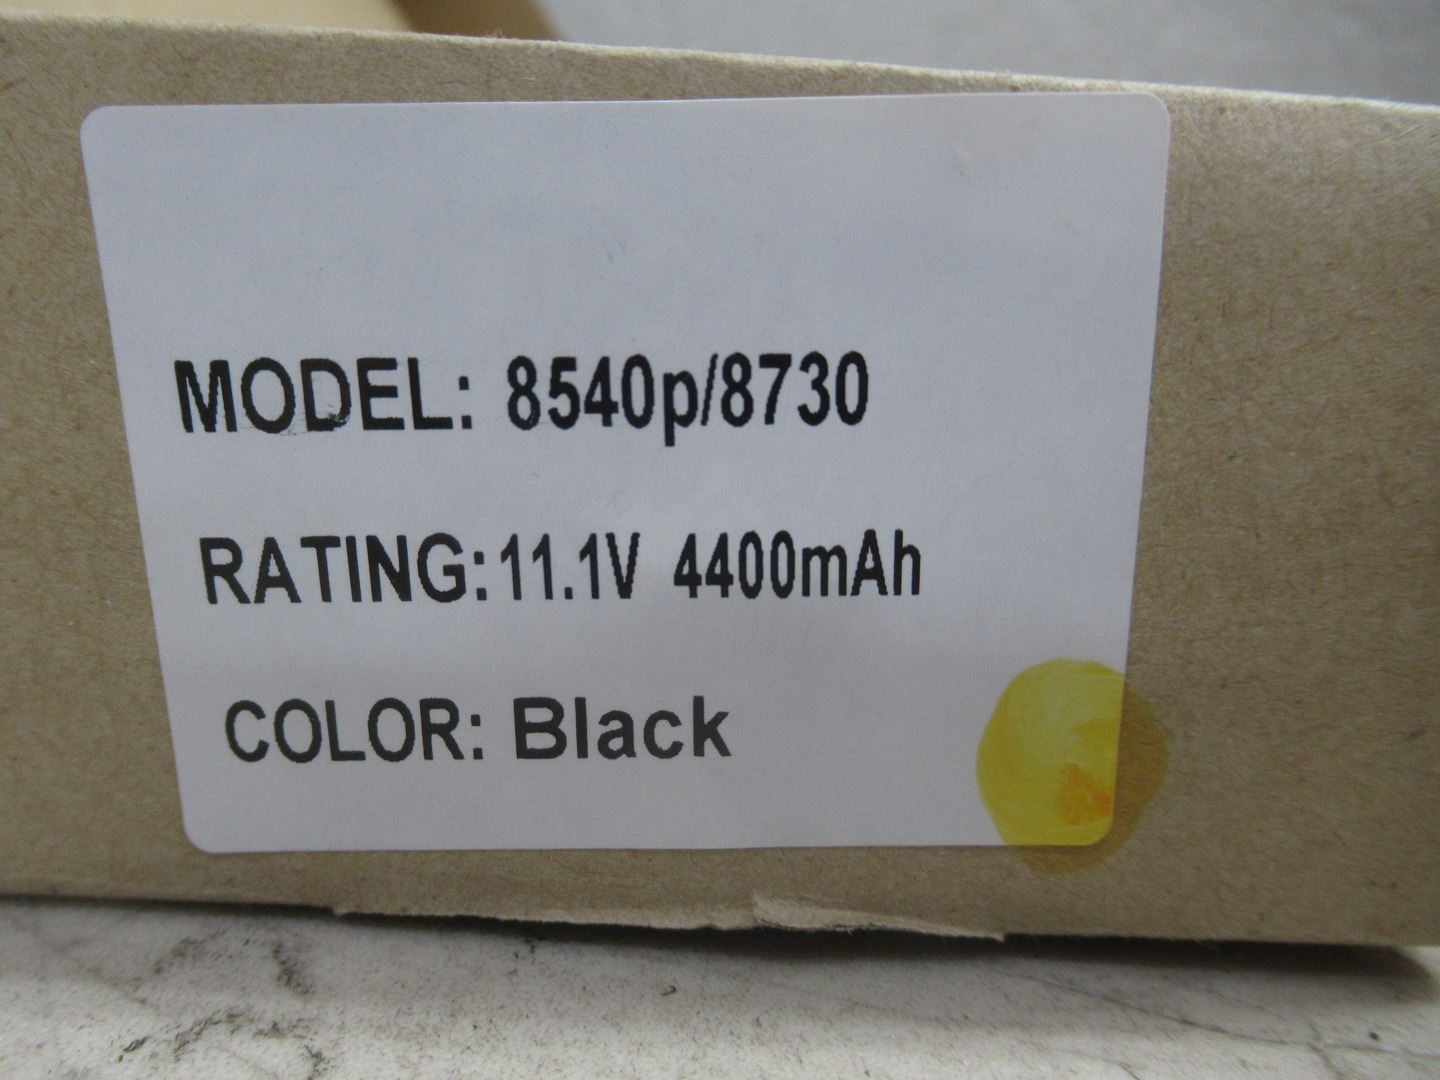 MODEL: 8540p/8730
RATING:11.1V 4400mAh
COLOR: Black